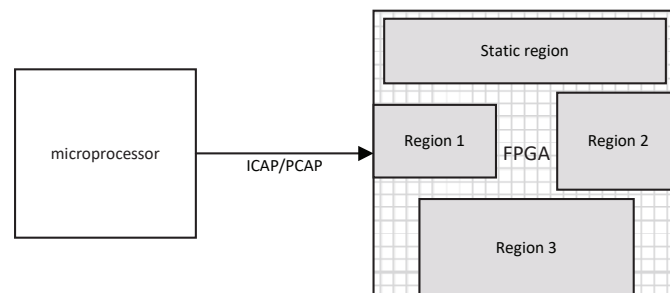 Static region
microprocessor
ICAP/PCAP
Region 1
FPGA
Region 2
Region 3